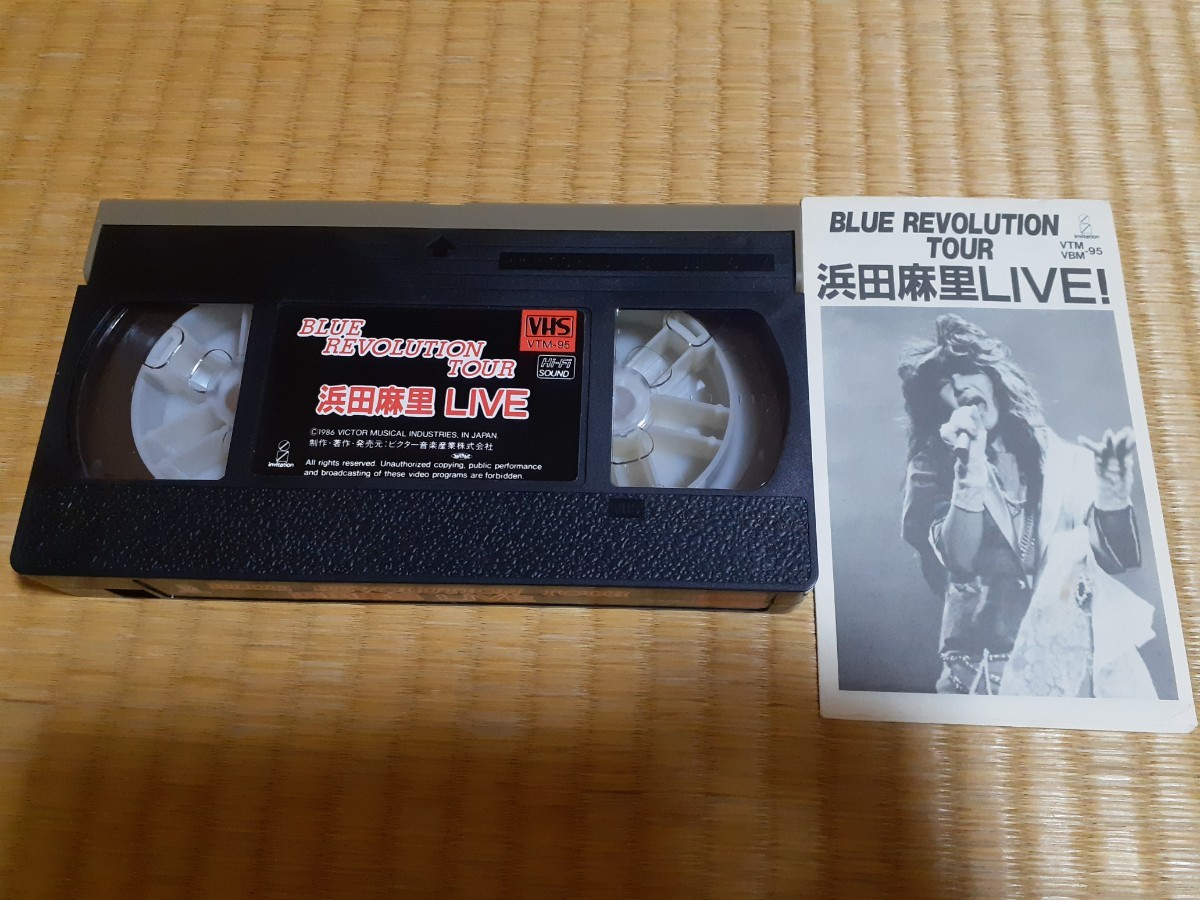 BLUE
REVOLUTION
TOUR
VHS
VTM-95
Hi-Fi
SOUND
浜田麻里 LIVE
©1986 VICTOR MUSICAL INDUSTRIES, IN JAPAN.
制作・著作・発売元:ビクター音楽産業株式会社
invitation
All rights reserved. Unauthorized copying, public performance
and broadcasting of these video programs are forbidden.
BLUE REVOLUTION
TOUR
invitation
VTM
VBM-95
浜田麻里LIVE!